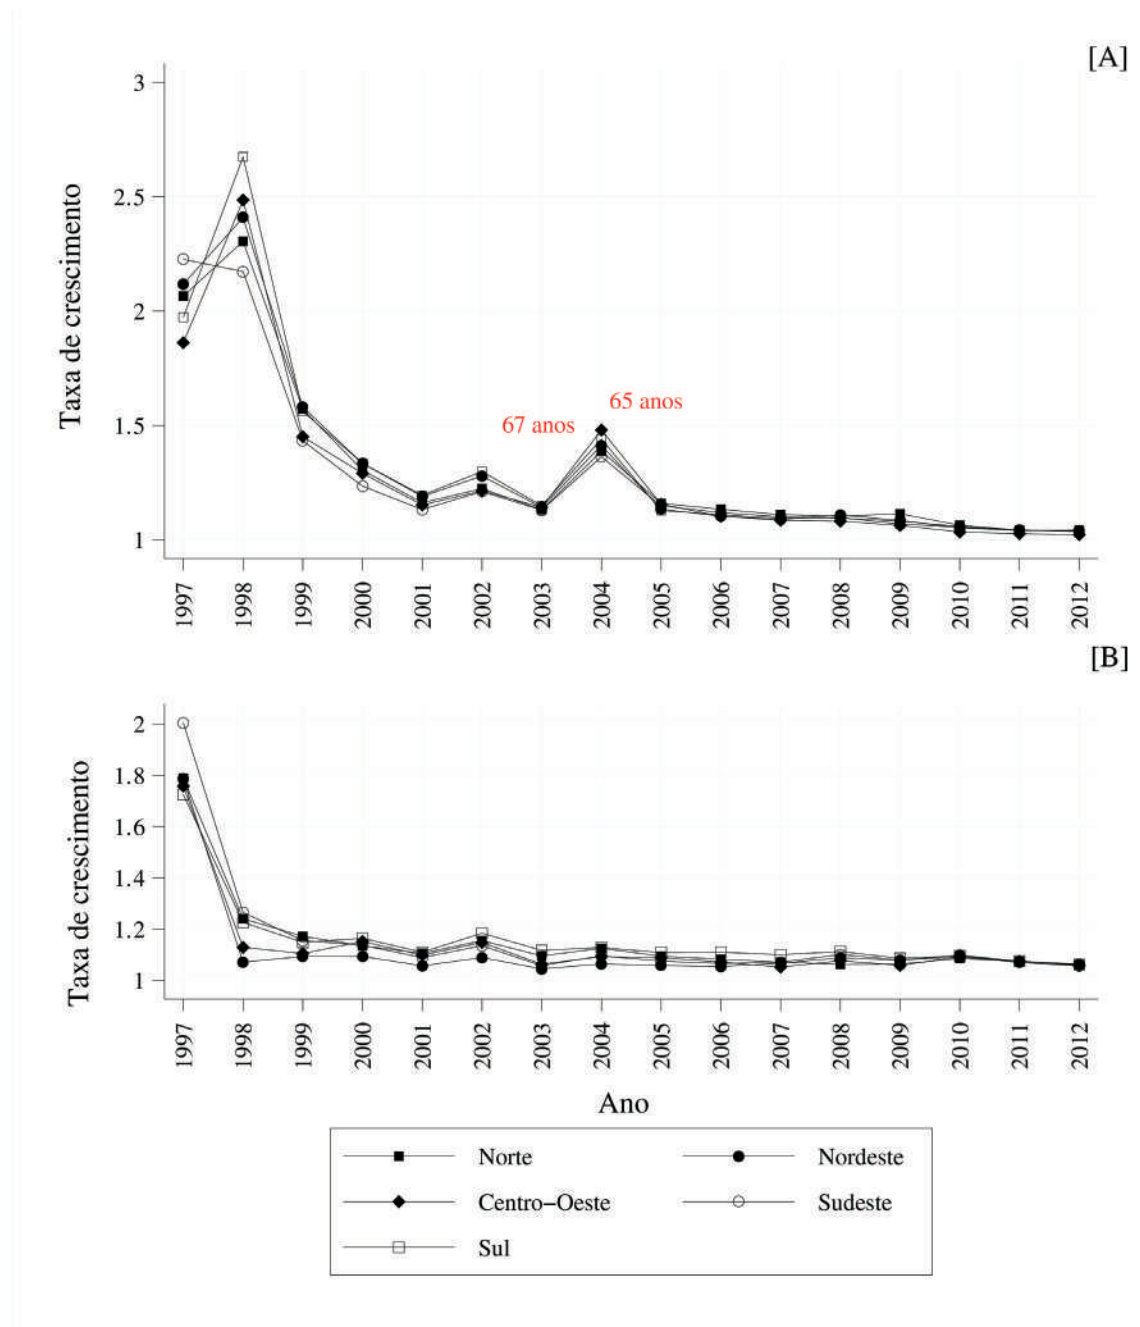 [A]
Taxa de crescimento
3
2.5
2
1.5
1
67 anos
65 anos
1997 1998 1999 2000 2001 2002 2003 2004 2005 2006 2007 2008 2009 2010 2011 2012
[B]
Taxa de crescimento
2
1.8
1.6
1.4
1.2
1
1997 1998 1999 2000 2001 2002 2003 2004 2005 2006 2007 2008 2009 2010 2011 2012
Ano
Norte Nordeste
Centro−Oeste Sudeste
Sul